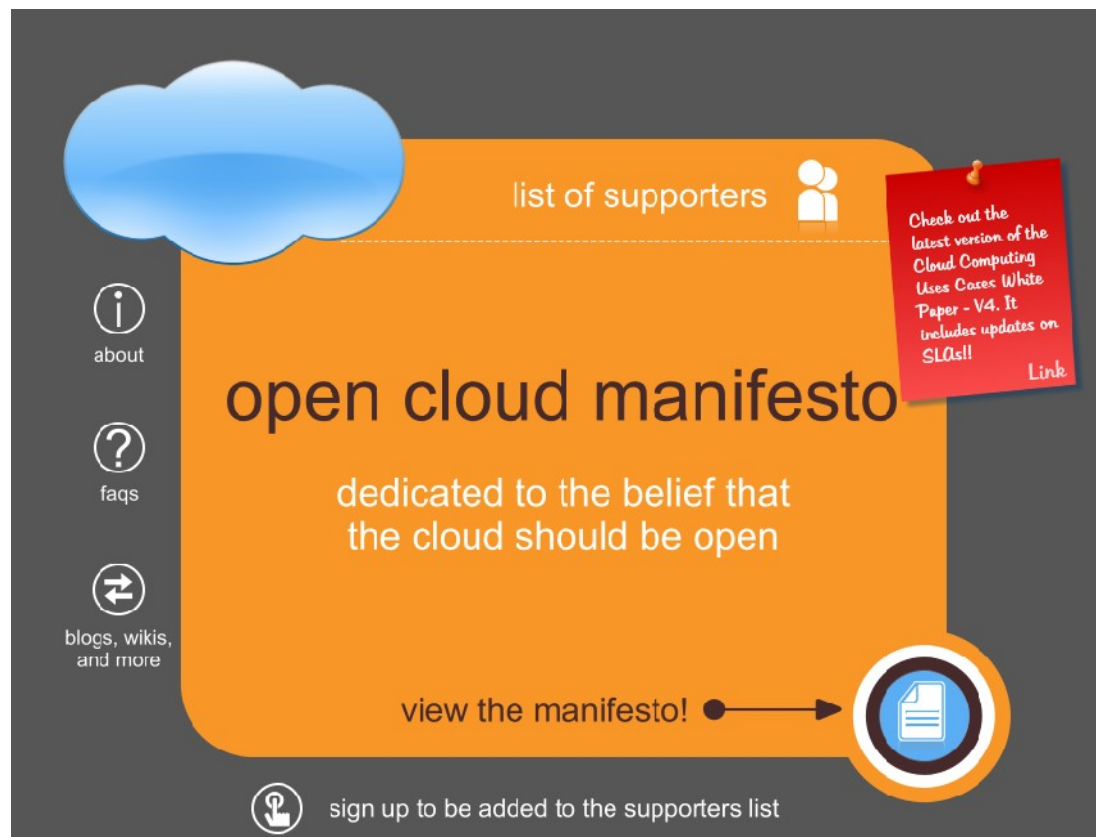 list of supporters
Check out the
latest version of the
Cloud Computing
Uses Cases White
Paper - V4. It
includes updates on
SLAs!!
Link
about
open cloud manifesto
faqs
dedicated to the belief that
the cloud should be open
blogs, wikis,
and more
view the manifesto!
sign up to be added to the supporters list